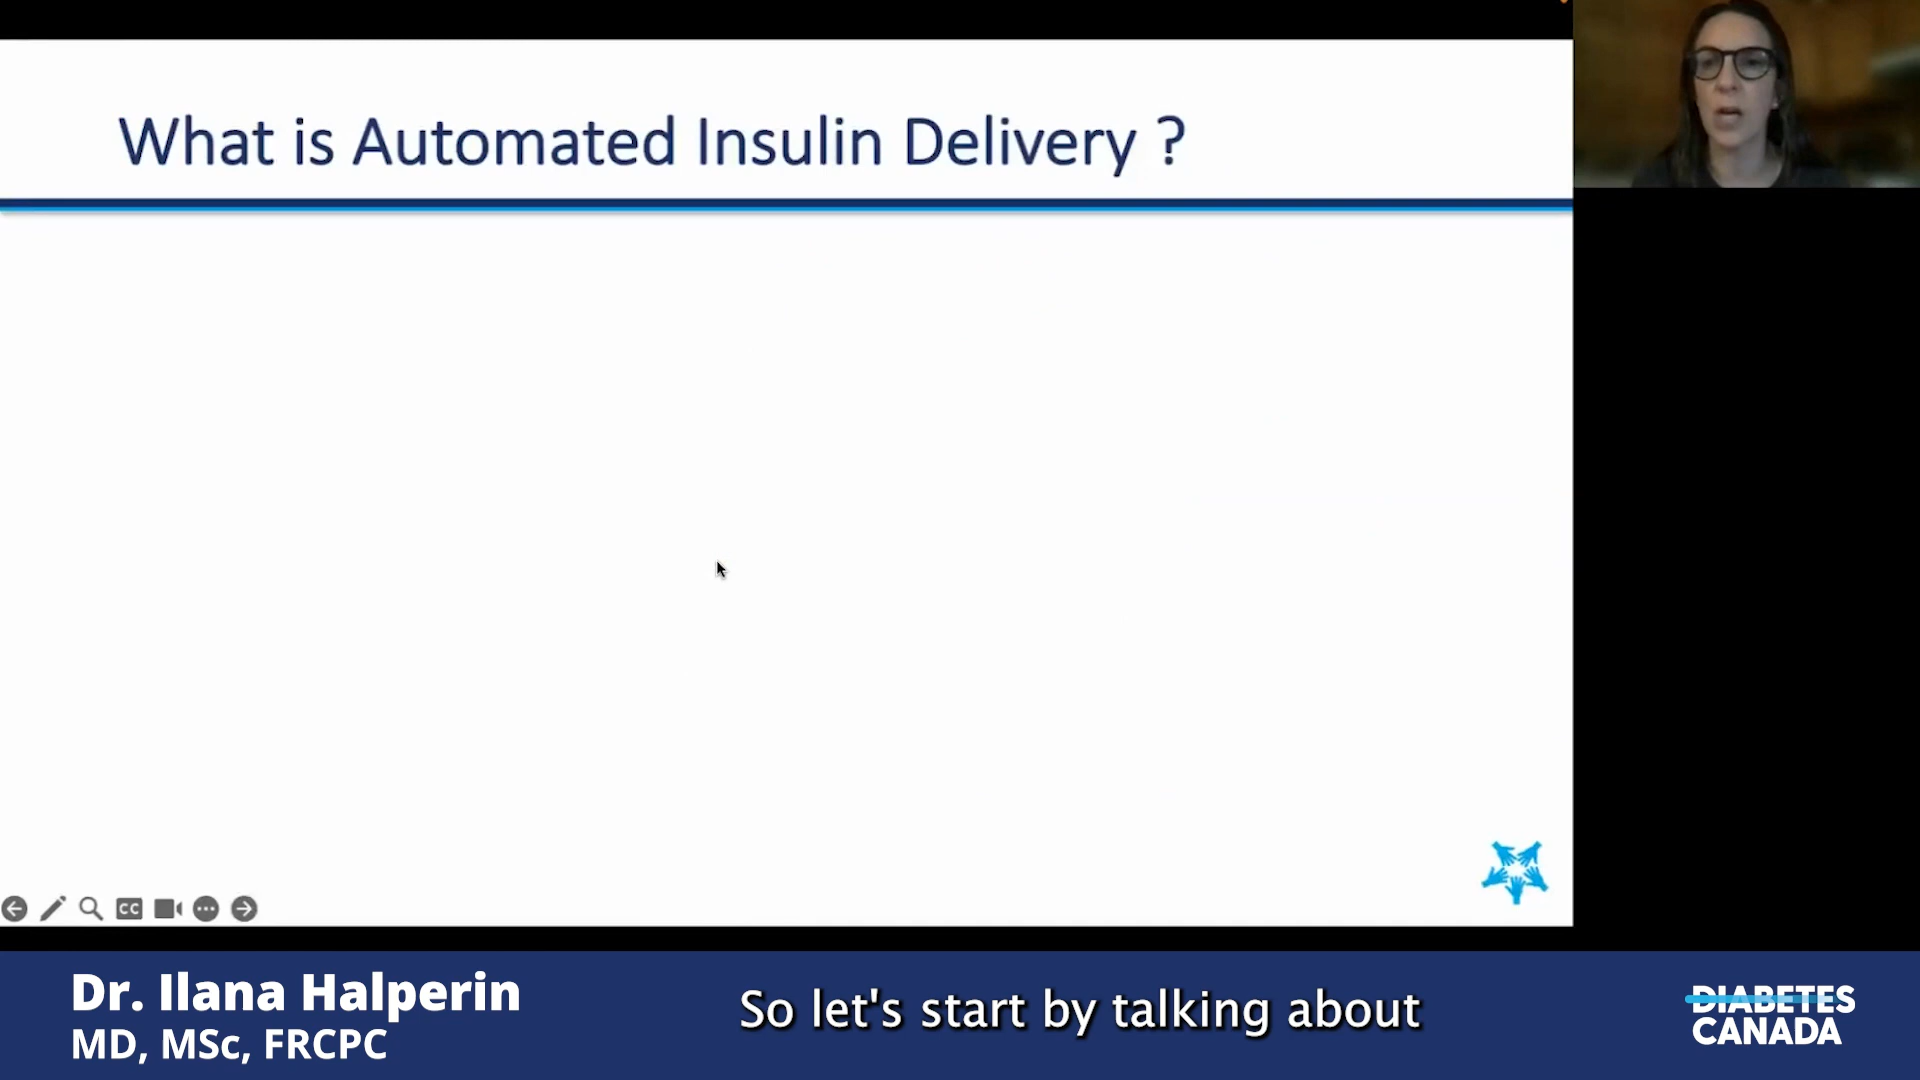 What is Automated Insulin Delivery ?
CC
Dr. Ilana Halperin
MD, MSc, FRCPC
So let's start by talking about
DIABETES
CANADA